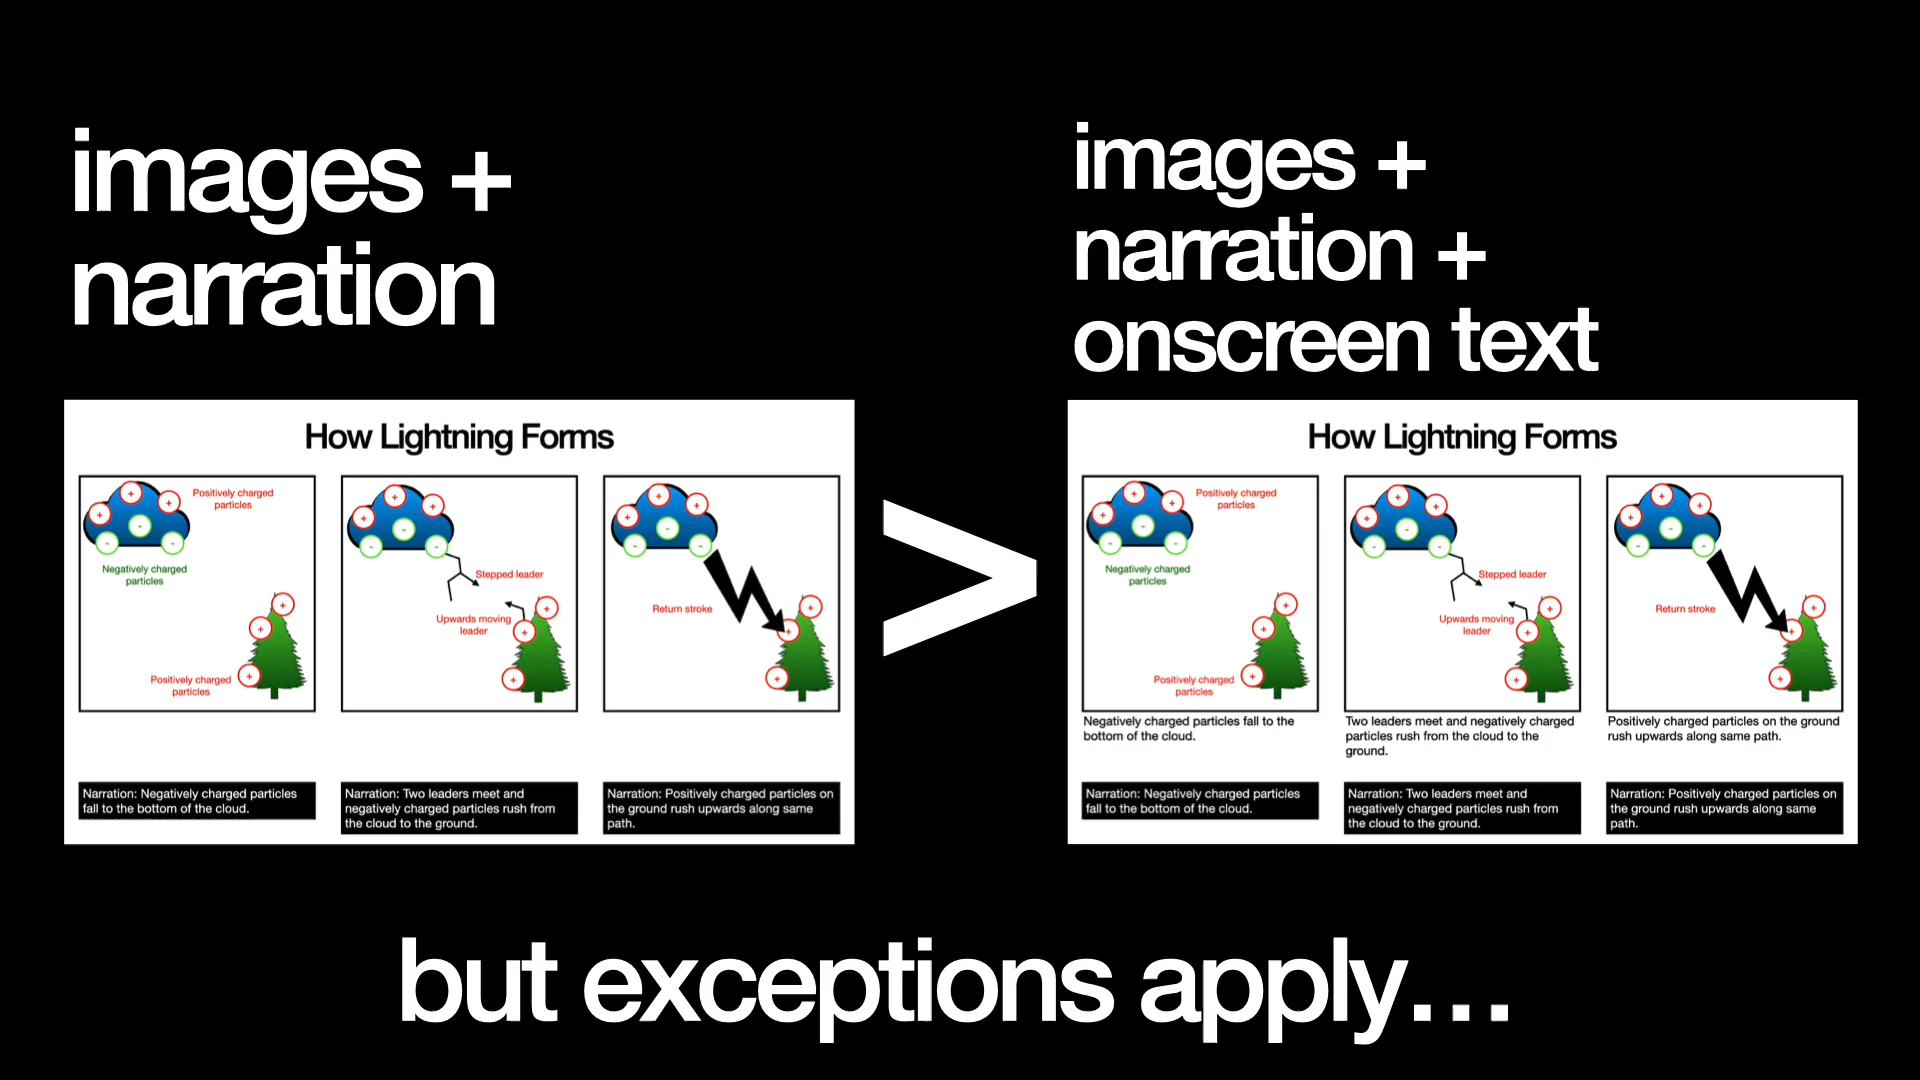 images +
narration
How Lightning Forms
Positively charged
particles
Negatively charged
particles
Positively charged
particles
Stepped leader
Upwards moving
leader
Return stroke
Narration: Negatively charged particles
fall to the bottom of the cloud.
Narration: Two leaders meet and
negatively charged particles rush from
the cloud to the ground.
Narration: Positively charged particles on
the ground rush upwards along same
path.
>
images +
narration +
onscreen text
How Lightning Forms
Positively charged
particles
Negatively charged
particles
Positively charged
particles
Stepped leader
Upwards moving
leader
Return stroke
Negatively charged particles fall to the
bottom of the cloud.
Two leaders meet and negatively charged
particles rush from the cloud to the
ground.
Positively charged particles on the ground
rush upwards along same path.
Narration: Negatively charged particles
fall to the bottom of the cloud.
Narration: Two leaders meet and
negatively charged particles rush from
the cloud to the ground.
Narration: Positively charged particles on
the ground rush upwards along same
path.
but exceptions apply...